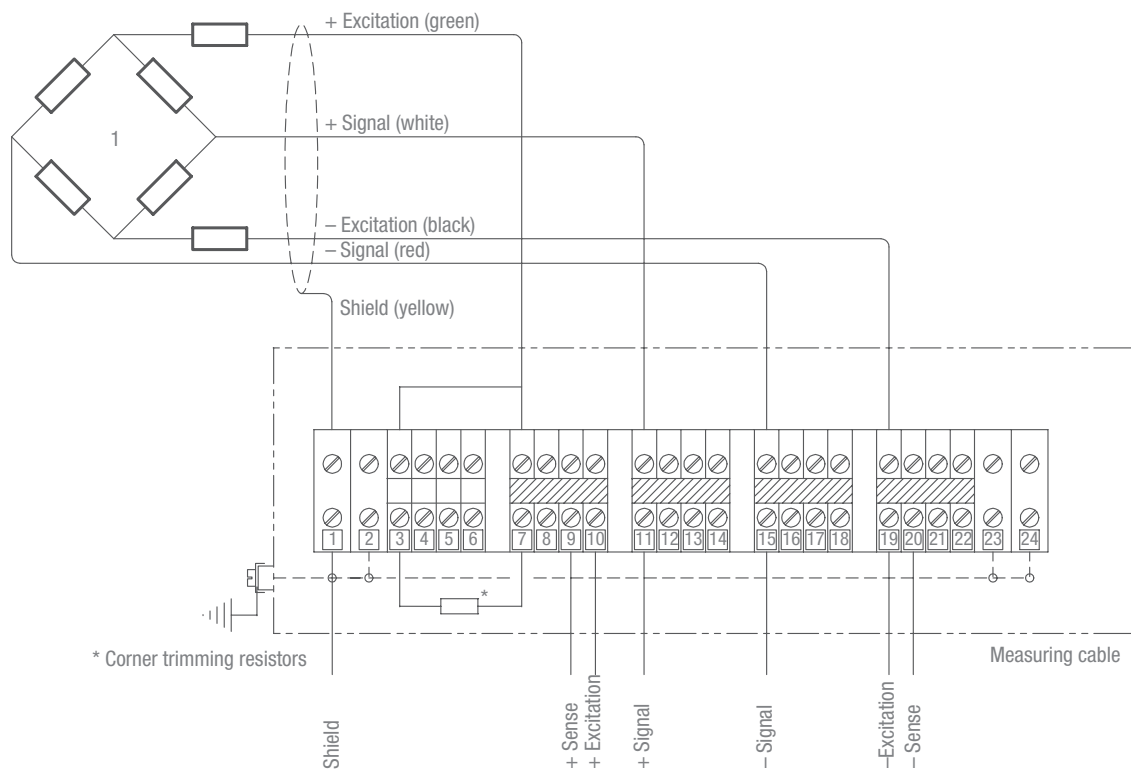 + Excitation (green)
1
+ Signal (white)
– Excitation (black)
– Signal (red)
Shield (yellow)
1 2 3 4 5 6 7 8 9 10 11 12 13 14 15 16 17 18 19 20 21 22 23 24
*
* Corner trimming resistors
Measuring cable
Shield
+ Sense
+ Excitation
+ Signal
– Signal
–Excitation
– Sense